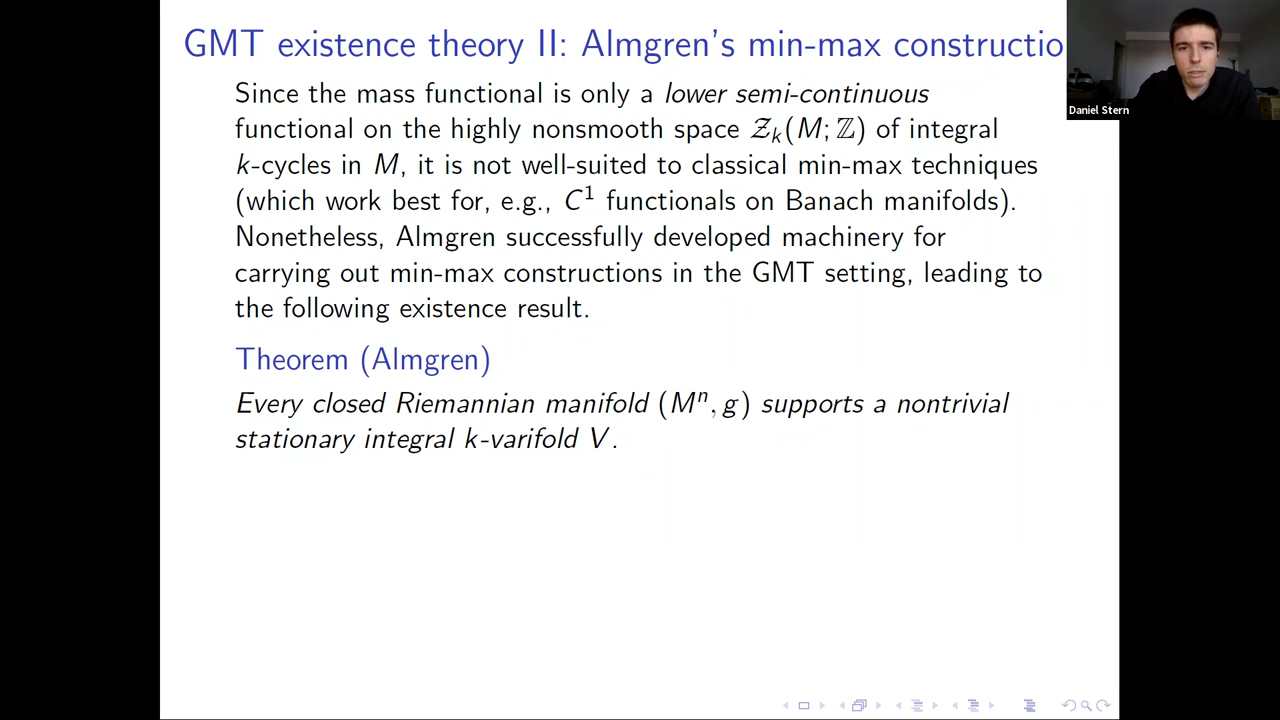 GMT existence theory II: Almgren's min-max constructio
Daniel Stern
Since the mass functional is only a lower semi-continuous
functional on the highly nonsmooth space 𝒵ₖ(M; ℤ) of integral
k-cycles in M, it is not well-suited to classical min-max techniques
(which work best for, e.g., C¹ functionals on Banach manifolds).
Nonetheless, Almgren successfully developed machinery for
carrying out min-max constructions in the GMT setting, leading to
the following existence result.
Theorem (Almgren)
Every closed Riemannian manifold (Mⁿ, g) supports a nontrivial
stationary integral k-varifold V.